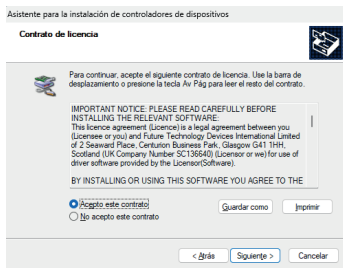 Asistente para la instalación de controladores de dispositivos
Contrato de licencia
Para continuar, acepte el siguiente contrato de licencia. Use la barra de
desplazamiento o presione la tecla Av Pág para leer el resto del contrato.
IMPORTANT NOTICE: PLEASE READ CAREFULLY BEFORE
INSTALLING THE RELEVANT SOFTWARE:
This licence agreement (Licence) is a legal agreement between you
(Licensee or you) and Future Technology Devices International Limited
of 2 Seaward Place, Centurion Business Park, Glasgow G41 1HH,
Scotland (UK Company Number SC136640) (Licensor or we) for use of
driver software provided by the Licensor(Software).
BY INSTALLING OR USING THIS SOFTWARE YOU AGREE TO THE
Acepto este contrato
No acepto este contrato
Guardar como
Imprimir
< Atrás
Siguiente >
Cancelar